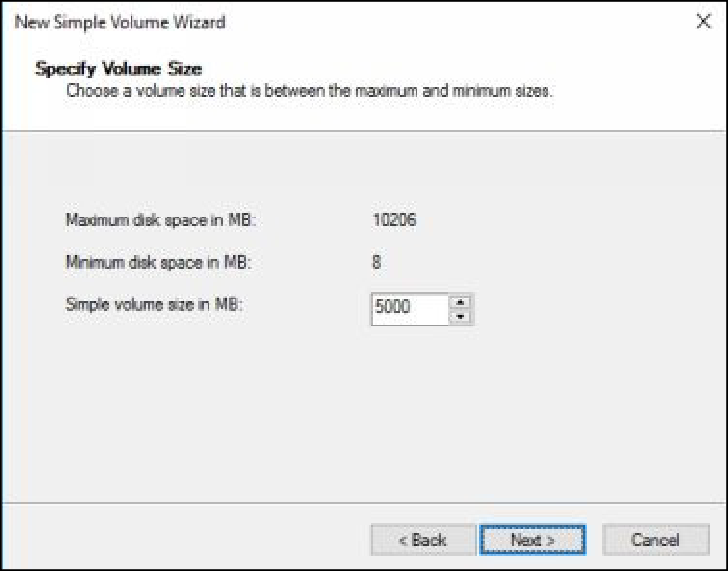 New Simple Volume Wizard
Specify Volume Size
Choose a volume size that is between the maximum and minimum sizes.
Maximum disk space in MB: 10206
Minimum disk space in MB: 8
Simple volume size in MB: 5000
< Back Next > Cancel